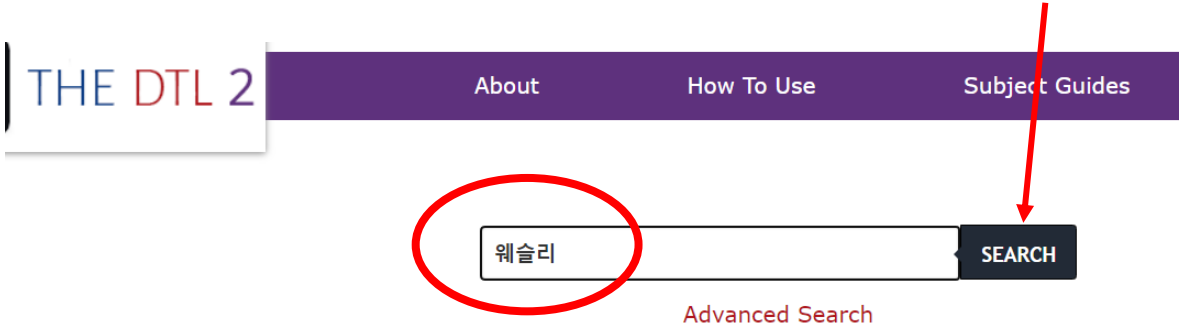 THE DTL 2
About How To Use Subject Guides
웨슬리 SEARCH
Advanced Search